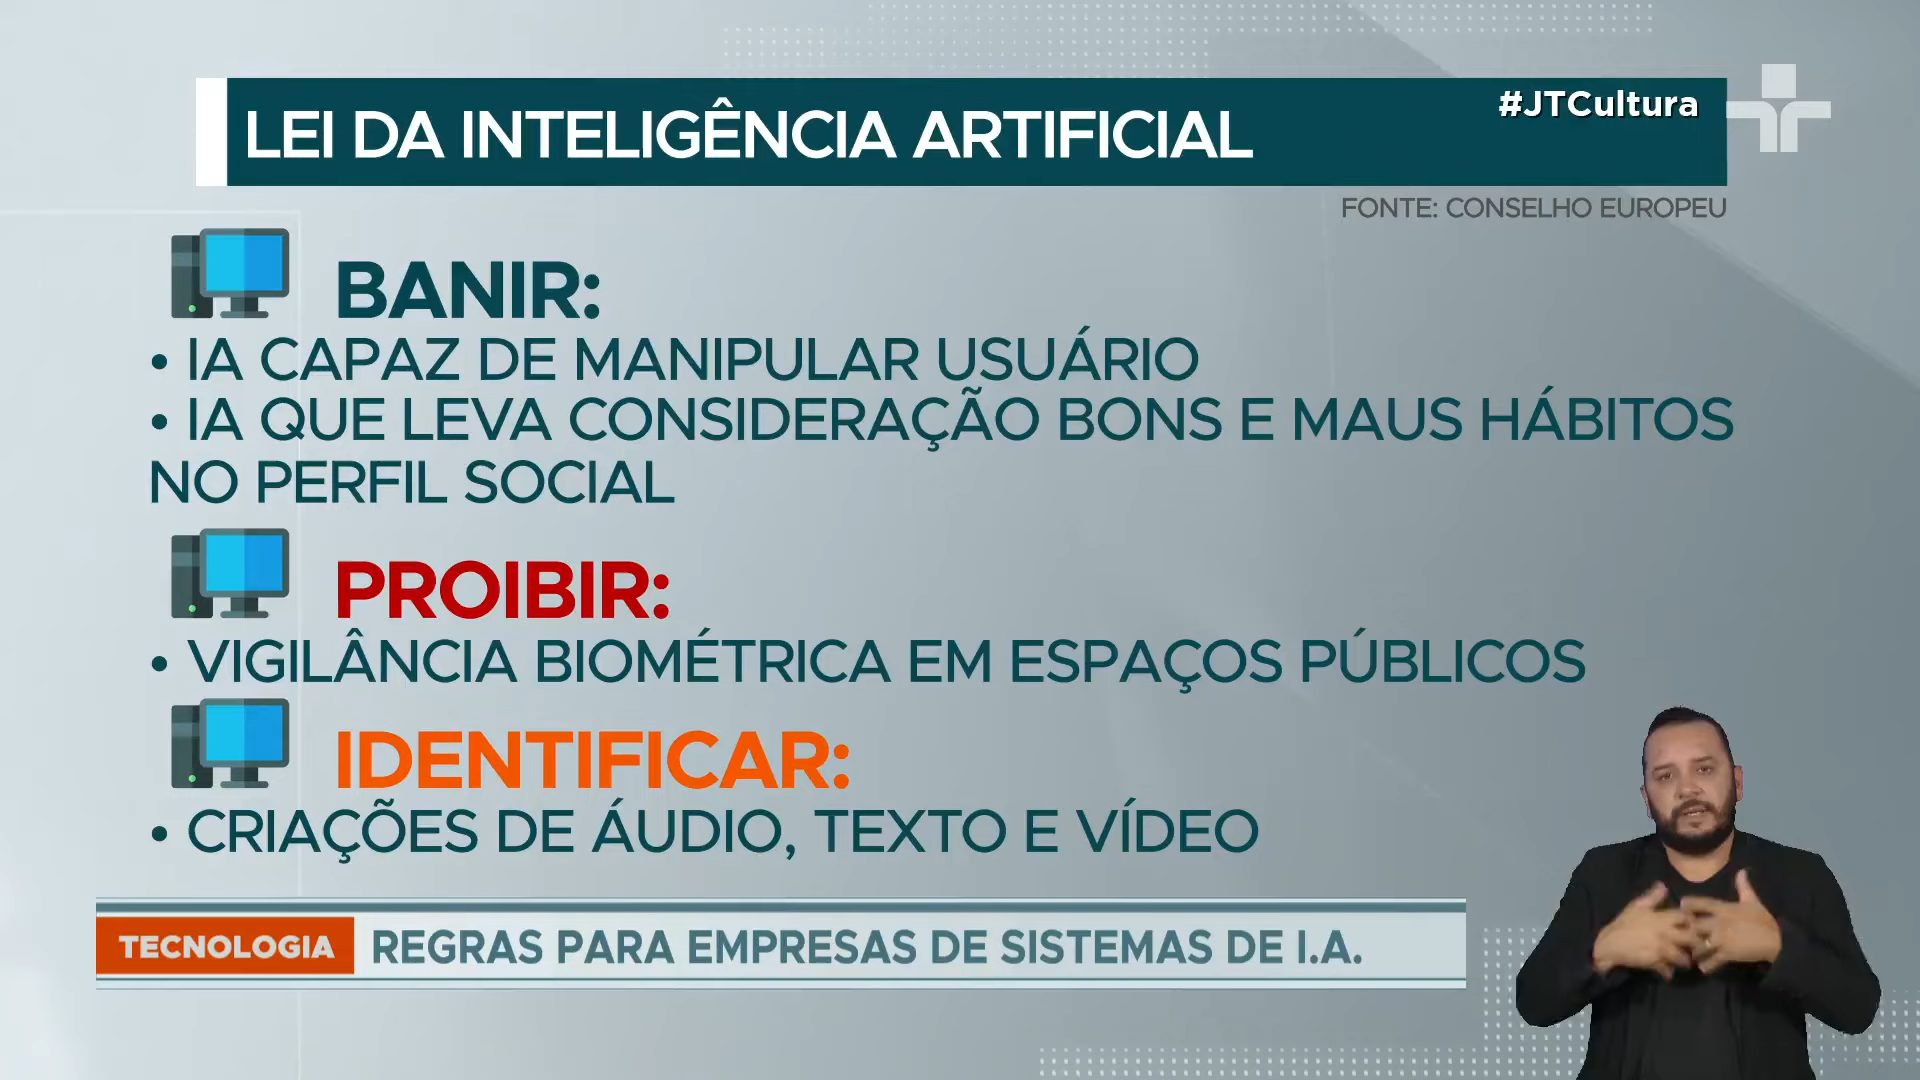 LEI DA INTELIGÊNCIA ARTIFICIAL
#JTCultura
FONTE: CONSELHO EUROPEU
BANIR:
• IA CAPAZ DE MANIPULAR USUÁRIO
• IA QUE LEVA CONSIDERAÇÃO BONS E MAUS HÁBITOS
NO PERFIL SOCIAL
PROIBIR:
• VIGILÂNCIA BIOMÉTRICA EM ESPAÇOS PÚBLICOS
IDENTIFICAR:
• CRIAÇÕES DE ÁUDIO, TEXTO E VÍDEO
TECNOLOGIA
REGRAS PARA EMPRESAS DE SISTEMAS DE I.A.